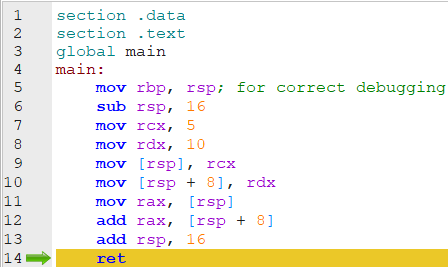 1 section .data
2 section .text
3 global main
4 main:
5     mov rbp, rsp; for correct debugging
6     sub rsp, 16
7     mov rcx, 5
8     mov rdx, 10
9     mov [rsp], rcx
10     mov [rsp + 8], rdx
11     mov rax, [rsp]
12     add rax, [rsp + 8]
13     add rsp, 16
14     ret